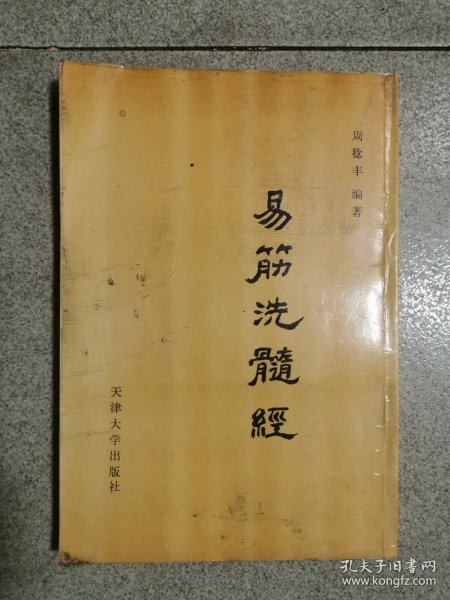 周稔丰 编著
易筋洗髓經
天津大学出版社
孔夫子旧书网
www.kongfz.com